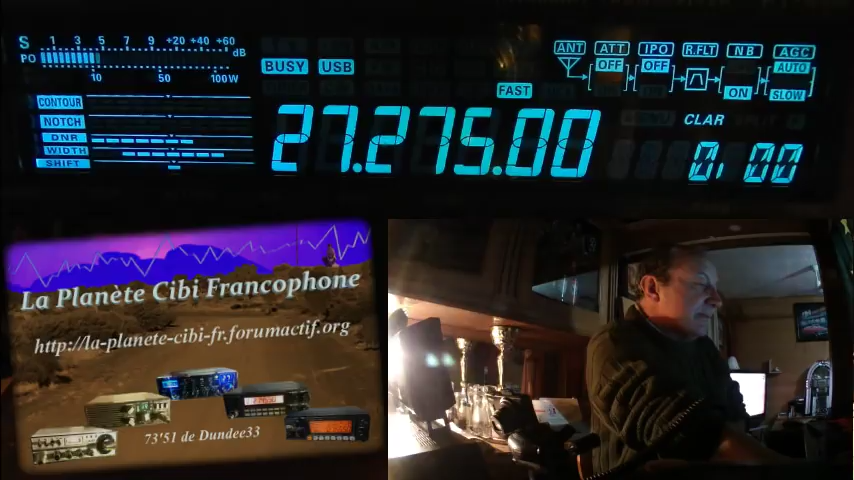 S 1 3 5 7 9 +20 +40 +60 dB
PO 10 50 100W
BUSY USB
ANT ATT IPO R.FLT NB AGC
OFF OFF AUTO
FAST ON SLOW
CONTOUR
NOTCH
DNR
WIDTH
SHIFT
27.275.00
CLAR
0.00
La Planète Cibi Francophone
http://la-planete-cibi-fr.forumactif.org
73'51 de Dundee33